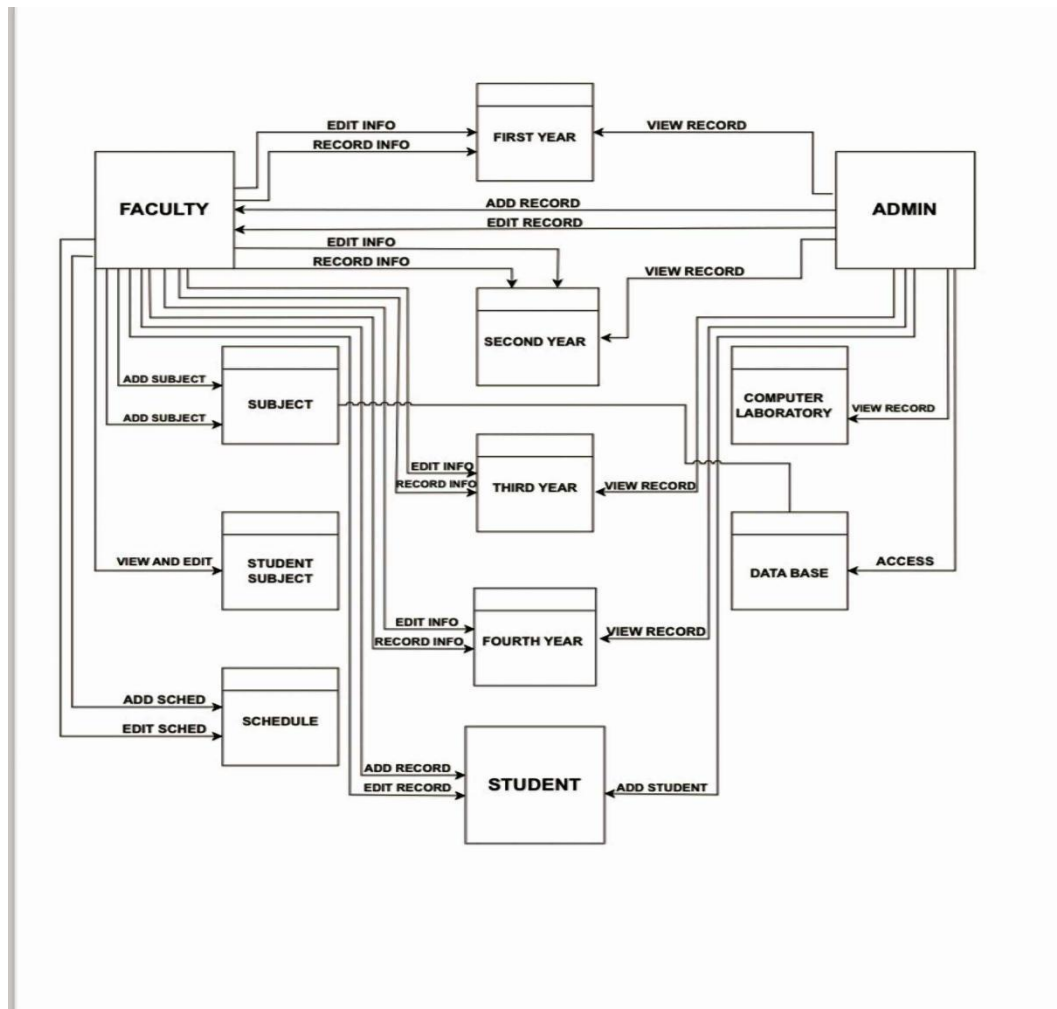 EDIT INFO
RECORD INFO
FIRST YEAR
VIEW RECORD
FACULTY
ADD RECORD
EDIT RECORD
ADMIN
EDIT INFO
RECORD INFO
VIEW RECORD
SECOND YEAR
ADD SUBJECT
ADD SUBJECT
SUBJECT
COMPUTER
LABORATORY
VIEW RECORD
EDIT INFO
RECORD INFO
THIRD YEAR
VIEW RECORD
VIEW AND EDIT
STUDENT
SUBJECT
DATA BASE
ACCESS
EDIT INFO
RECORD INFO
FOURTH YEAR
VIEW RECORD
ADD SCHED
EDIT SCHED
SCHEDULE
ADD RECORD
EDIT RECORD
STUDENT
ADD STUDENT